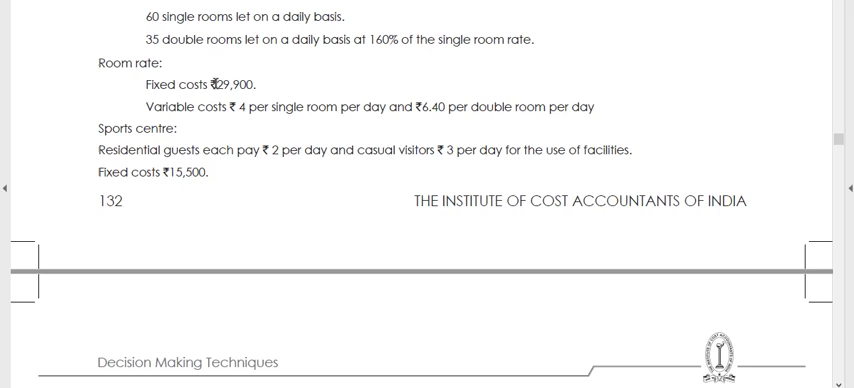 60 single rooms let on a daily basis.
35 double rooms let on a daily basis at 160% of the single room rate.
Room rate:
Fixed costs ₹29,900.
Variable costs ₹ 4 per single room per day and ₹6.40 per double room per day
Sports centre:
Residential guests each pay ₹ 2 per day and casual visitors ₹ 3 per day for the use of facilities.
Fixed costs ₹15,500.
132 THE INSTITUTE OF COST ACCOUNTANTS OF INDIA
Decision Making Techniques